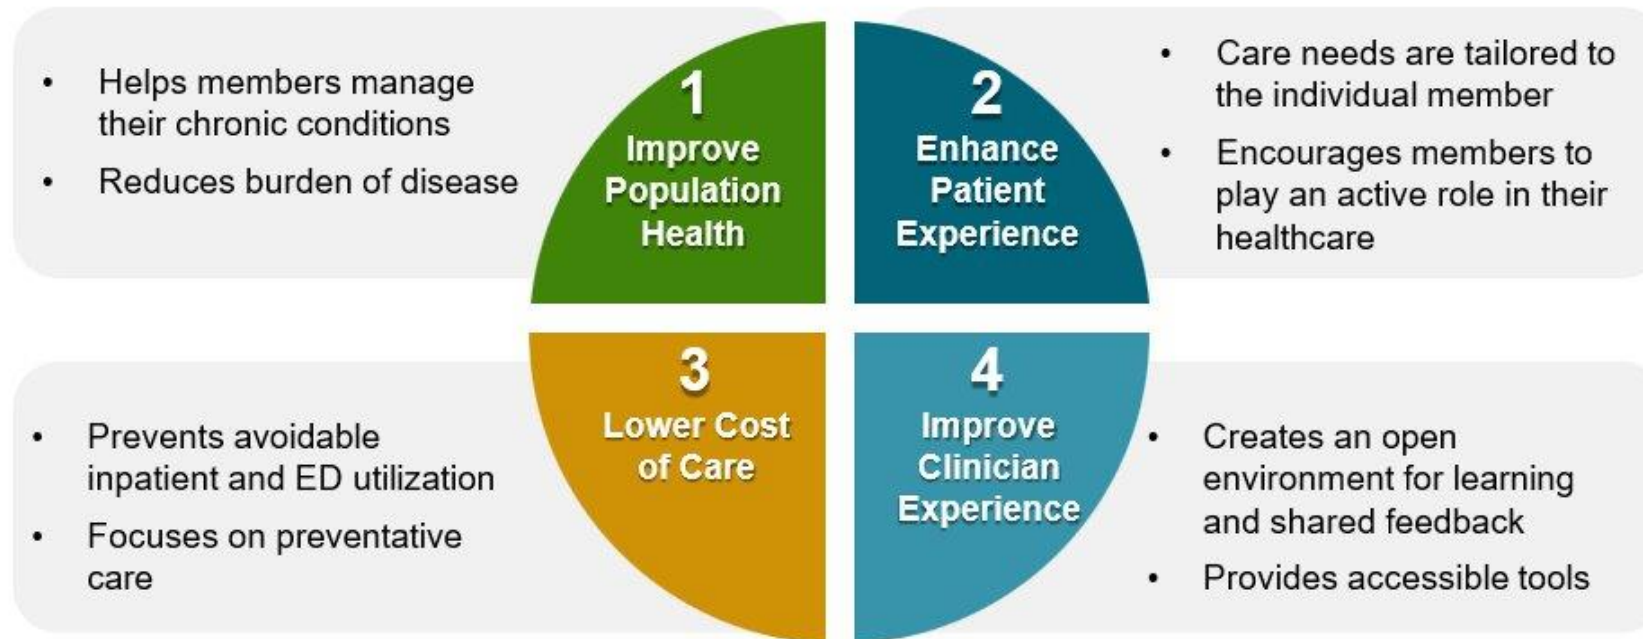 • Helps members manage
their chronic conditions
• Reduces burden of disease
1
Improve
Population
Health
2
Enhance
Patient
Experience
• Care needs are tailored to
the individual member
• Encourages members to
play an active role in their
healthcare
• Prevents avoidable
inpatient and ED utilization
• Focuses on preventative
care
3
Lower Cost
of Care
4
Improve
Clinician
Experience
• Creates an open
environment for learning
and shared feedback
• Provides accessible tools